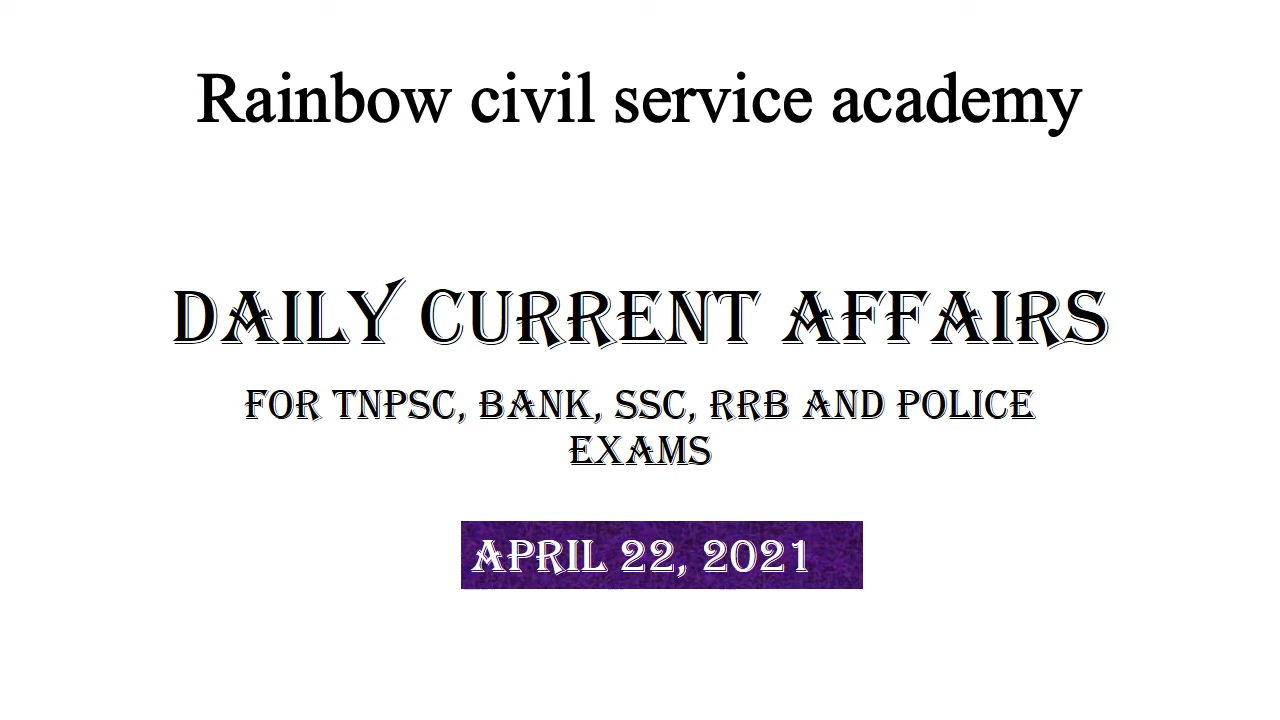 Rainbow civil service academy
DAILY CURRENT AFFAIRS
FOR TNPSC, BANK, SSC, RRB AND POLICE
EXAMS
APRIL 22, 2021